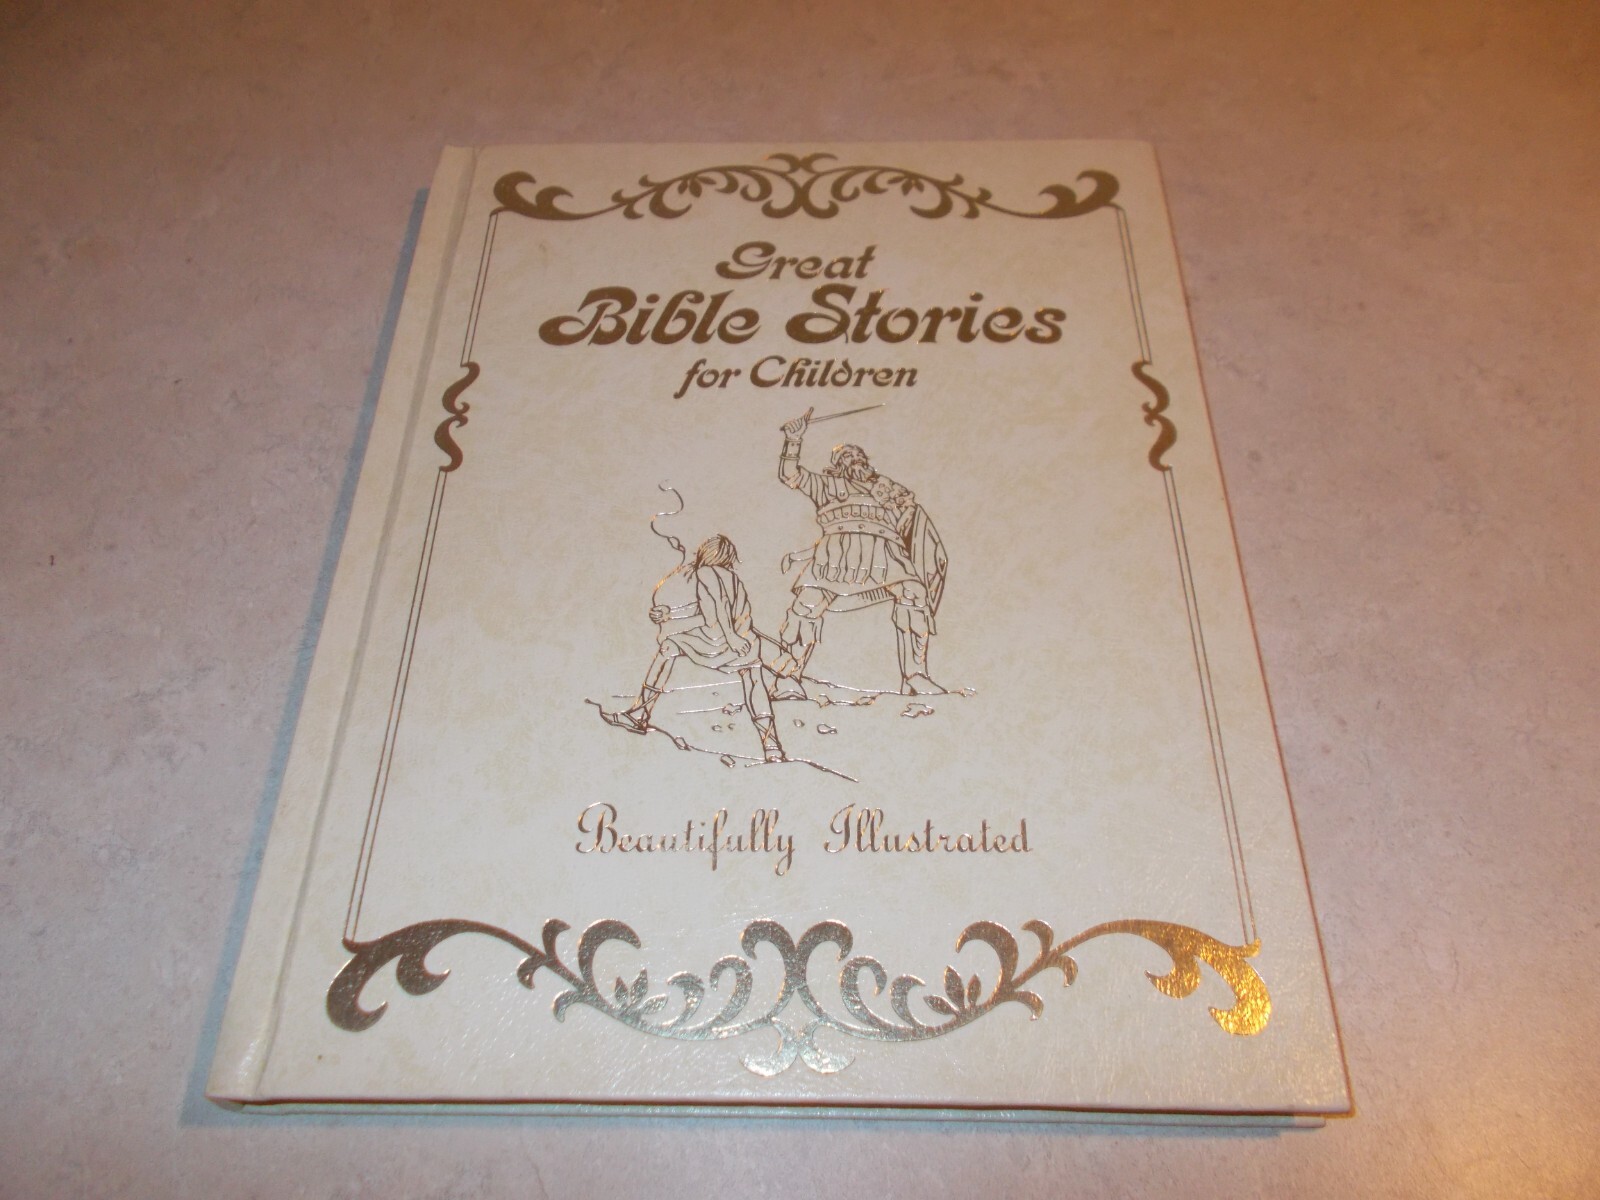 Great
Bible Stories
for Children
Beautifully Illustrated